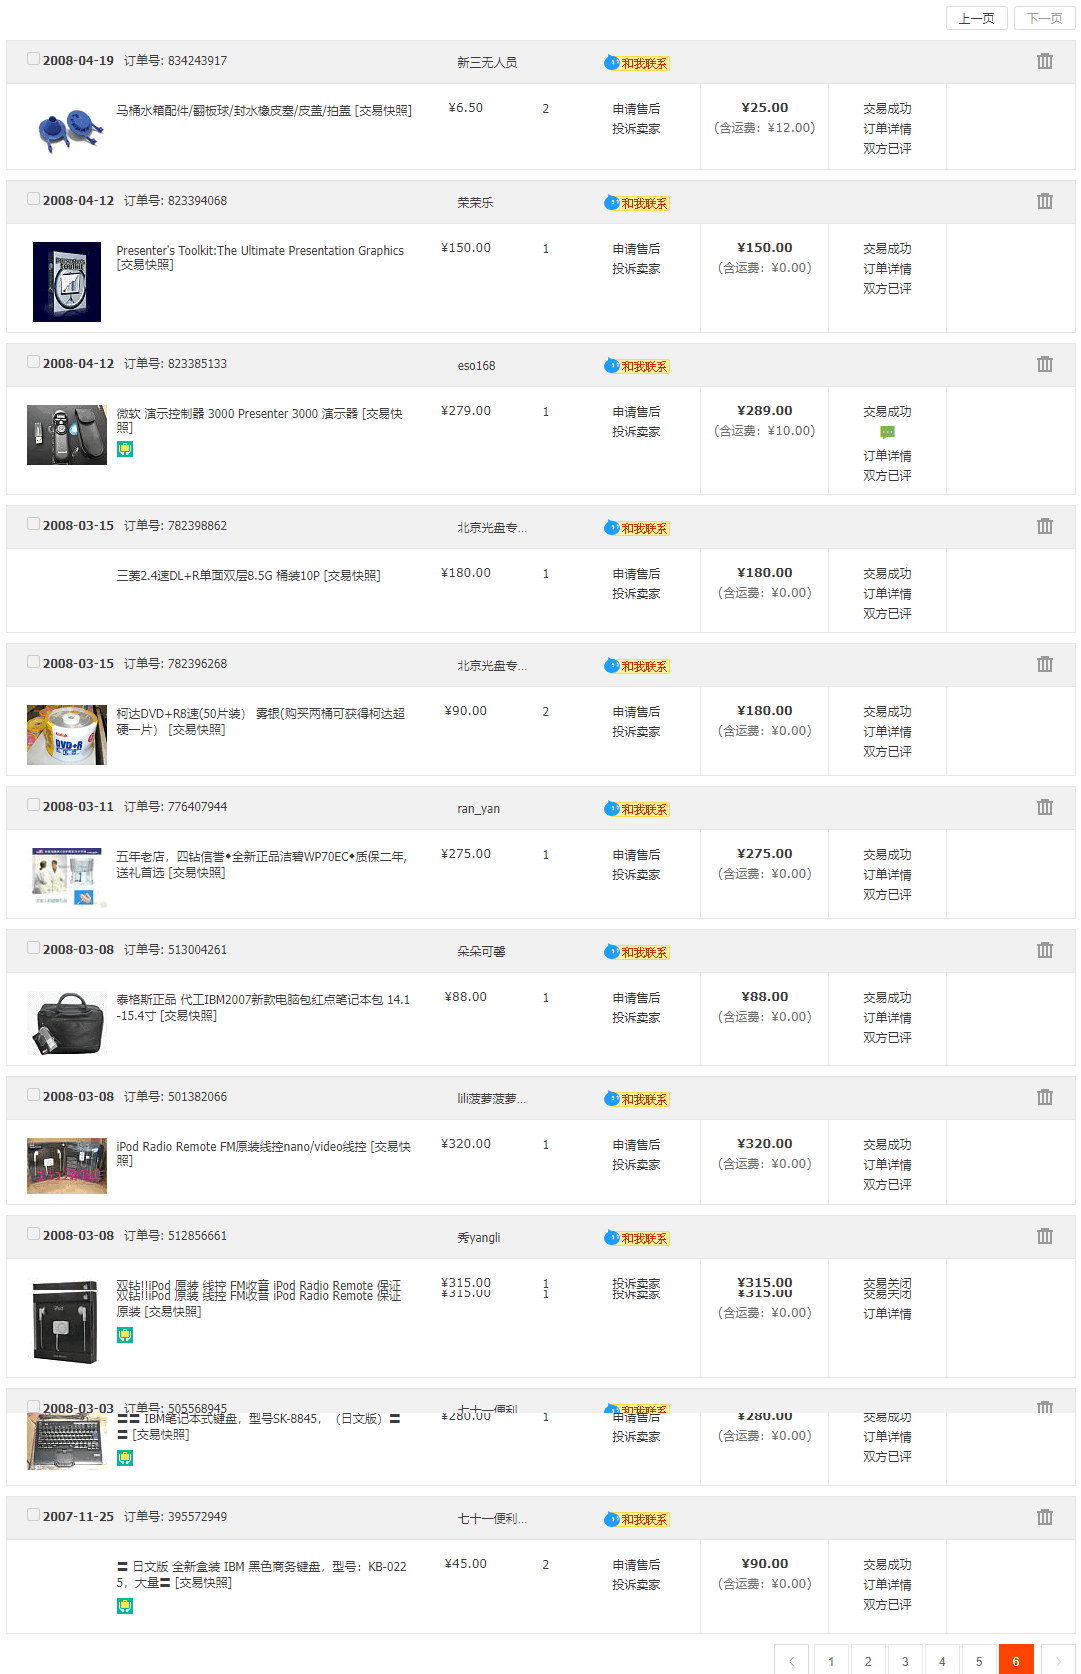 上一页 下一页
2008-04-19 订单号: 834243917 新三无人员 和我联系
马桶水箱配件/翻板球/封水橡皮塞/皮盖/拍盖 [交易快照] ¥6.50 2 申请售后 ¥25.00 交易成功
投诉卖家 (含运费: ¥12.00) 订单详情
双方已评
2008-04-12 订单号: 823394068 荣荣乐 和我联系
Presenter's Toolkit:The Ultimate Presentation Graphics ¥150.00 1 申请售后 ¥150.00 交易成功
[交易快照] 投诉卖家 (含运费: ¥0.00) 订单详情
双方已评
2008-04-12 订单号: 823385133 eso168 和我联系
微软 演示控制器 3000 Presenter 3000 演示器 [交易快 ¥279.00 1 申请售后 ¥289.00 交易成功
照] 投诉卖家 (含运费: ¥10.00)
订单详情
双方已评
2008-03-15 订单号: 782398862 北京光盘专... 和我联系
三菱2.4速DL+R单面双层8.5G 桶装10P [交易快照] ¥180.00 1 申请售后 ¥180.00 交易成功
投诉卖家 (含运费: ¥0.00) 订单详情
双方已评
2008-03-15 订单号: 782396268 北京光盘专... 和我联系
柯达DVD+R8速(50片装） 雾银(购买两桶可获得柯达超 ¥90.00 2 申请售后 ¥180.00 交易成功
硬一片） [交易快照] 投诉卖家 (含运费: ¥0.00) 订单详情
双方已评
2008-03-11 订单号: 776407944 ran_yan 和我联系
五年老店，四钻信誉◆全新正品洁碧WP70EC◆质保二年, ¥275.00 1 申请售后 ¥275.00 交易成功
送礼首选 [交易快照] 投诉卖家 (含运费: ¥0.00) 订单详情
双方已评
2008-03-08 订单号: 513004261 朵朵可馨 和我联系
泰格斯正品 代工IBM2007新款电脑包红点笔记本包 14.1 ¥88.00 1 申请售后 ¥88.00 交易成功
-15.4寸 [交易快照] 投诉卖家 (含运费: ¥0.00) 订单详情
双方已评
2008-03-08 订单号: 501382066 lili菠萝菠萝... 和我联系
iPod Radio Remote FM原装线控nano/video线控 [交易快 ¥320.00 1 申请售后 ¥320.00 交易成功
照] 投诉卖家 (含运费: ¥0.00) 订单详情
双方已评
2008-03-08 订单号: 512856661 秀yangli 和我联系
双钻!!iPod 原装 线控 FM收音 iPod Radio Remote 保证 ¥315.00 1 投诉卖家 ¥315.00 交易关闭
双钻!!iPod 原装 线控 FM收音 iPod Radio Remote 保证 ¥315.00 1 投诉卖家 ¥315.00 交易关闭
原装 [交易快照] (含运费: ¥0.00) 订单详情
2008-03-03 订单号: 505568945 七十一便利... 和我联系
〓〓 IBM笔记本式键盘，型号SK-8845，（日文版）〓 ¥280.00 1 申请售后 ¥280.00 交易成功
〓 [交易快照] 投诉卖家 (含运费: ¥0.00) 订单详情
双方已评
2007-11-25 订单号: 395572949 七十一便利... 和我联系
〓 日文版 全新盒装 IBM 黑色商务键盘，型号：KB-022 ¥45.00 2 申请售后 ¥90.00 交易成功
5，大量〓 [交易快照] 投诉卖家 (含运费: ¥0.00) 订单详情
双方已评
< 1 2 3 4 5 6 >